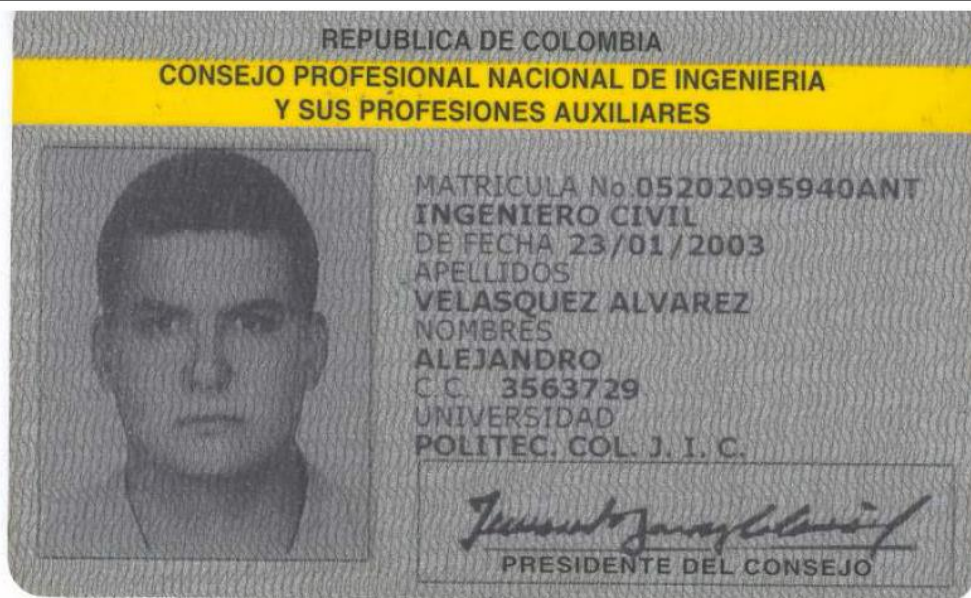 REPUBLICA DE COLOMBIA
CONSEJO PROFESIONAL NACIONAL DE INGENIERIA
Y SUS PROFESIONES AUXILIARES
MATRICULA No 05202095940ANT
INGENIERO CIVIL
DE FECHA 23/01/2003
APELLIDOS
VELASQUEZ ALVAREZ
NOMBRES
ALEJANDRO
C.C. 3563729
UNIVERSIDAD
POLITEC. COL. J. I. C.
PRESIDENTE DEL CONSEJO